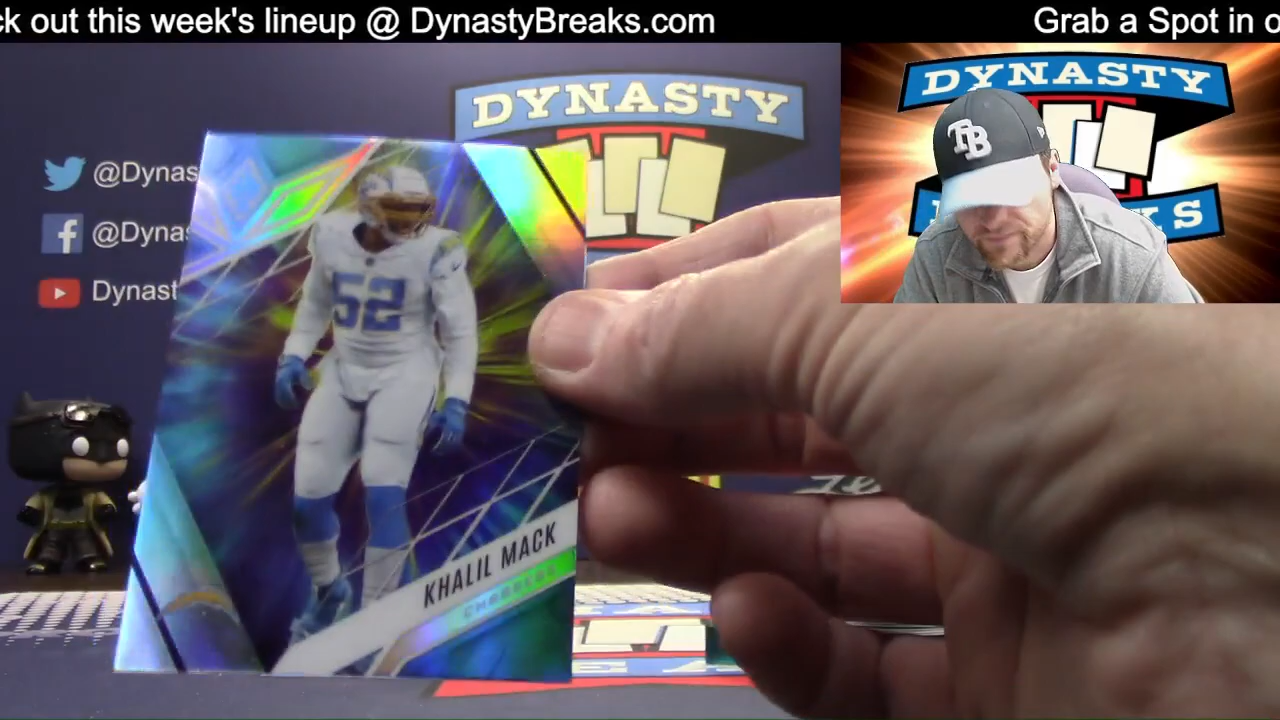 ck out this week's lineup @ DynastyBreaks.com
Grab a Spot in o
DYNASTY
DYNASTY
TB
KS
@Dynas
@Dynas
Dynast
52
KHALIL MACK
CHARGERS